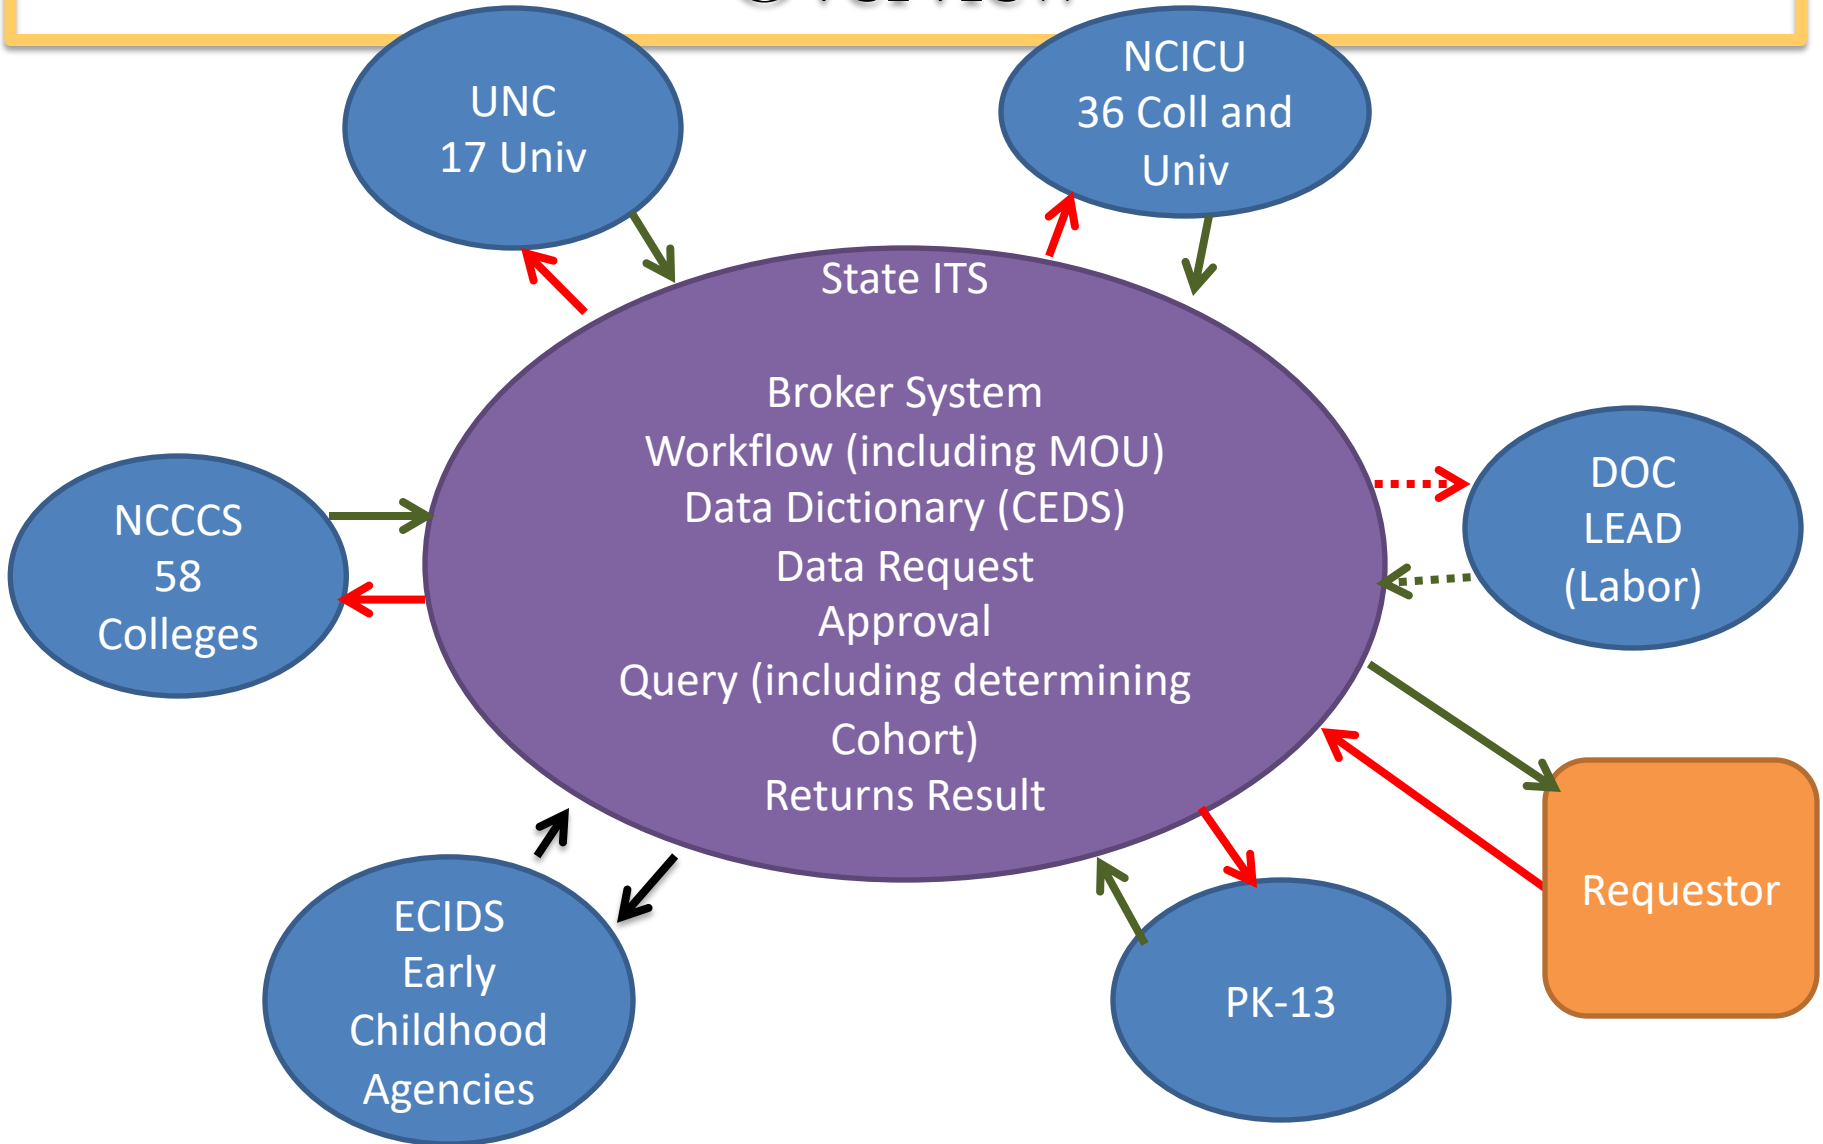 UNC
17 Univ
NCICU
36 Coll and
Univ
State ITS
Broker System
Workflow (including MOU)
Data Dictionary (CEDS)
Data Request
Approval
Query (including determining
Cohort)
Returns Result
NCCCS
58
Colleges
DOC
LEAD
(Labor)
Requestor
ECIDS
Early
Childhood
Agencies
PK-13